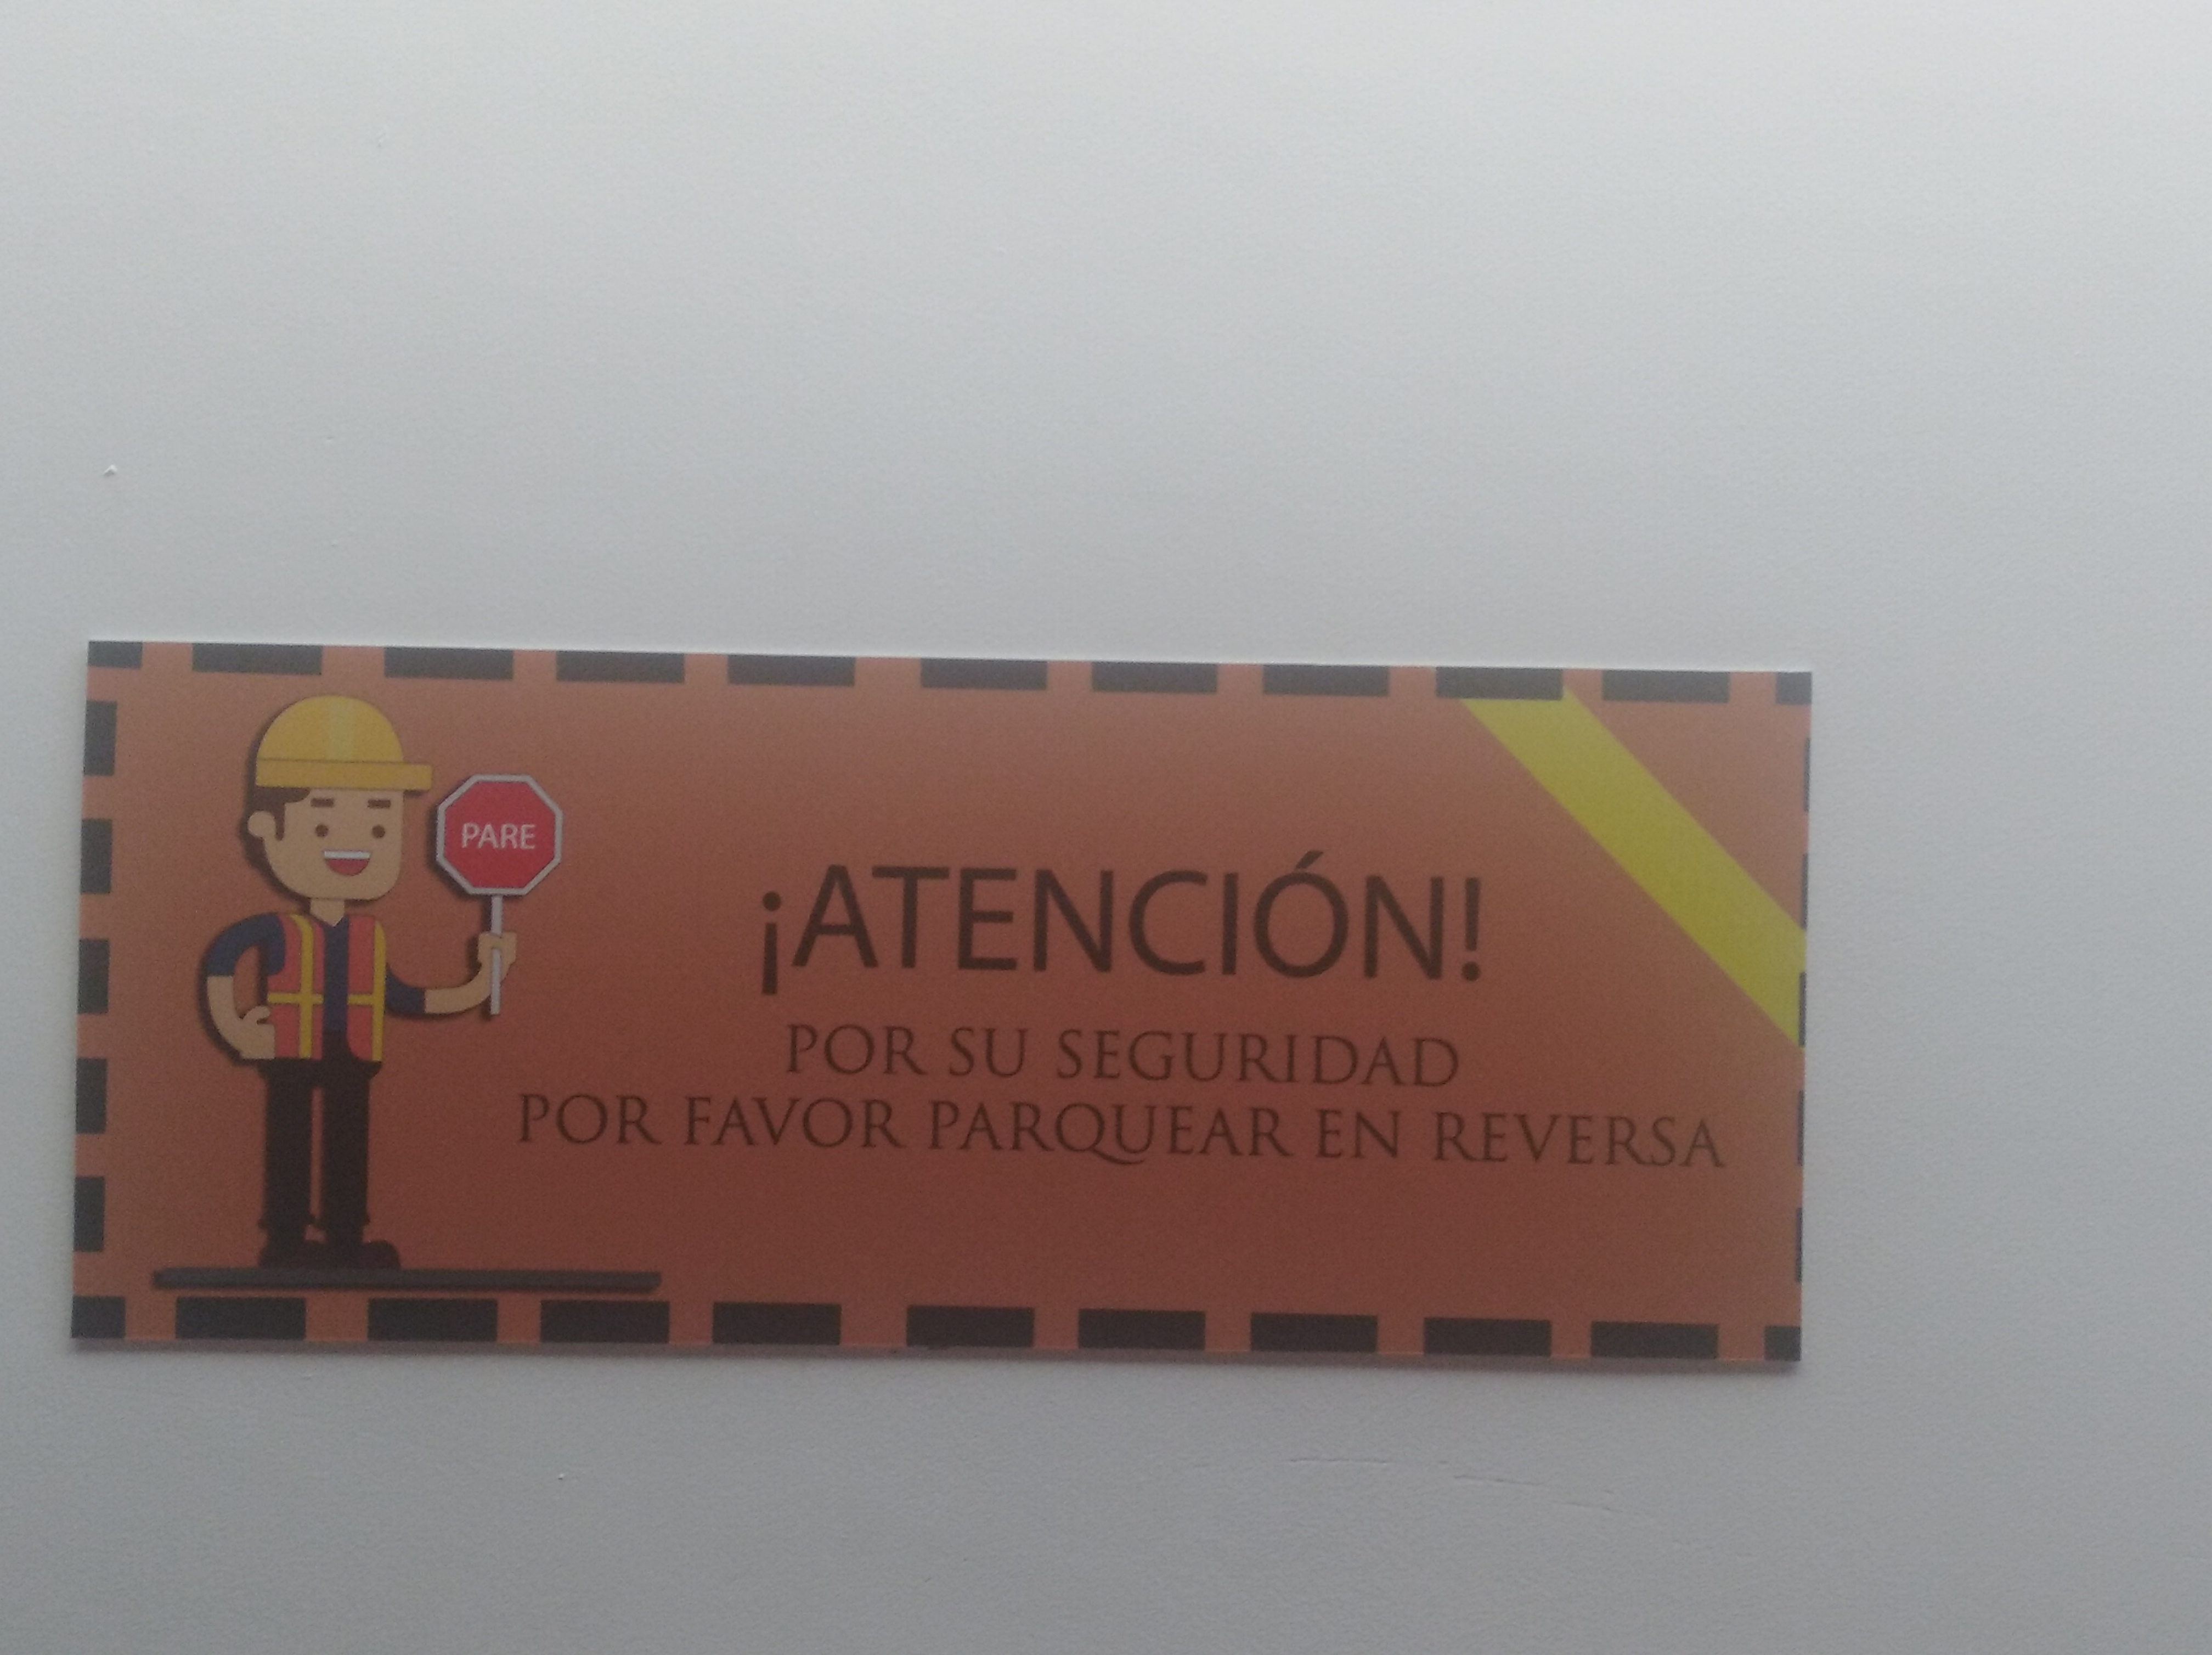 PARE
¡ATENCIÓN!
POR SU SEGURIDAD
POR FAVOR PARQUEAR EN REVERSA